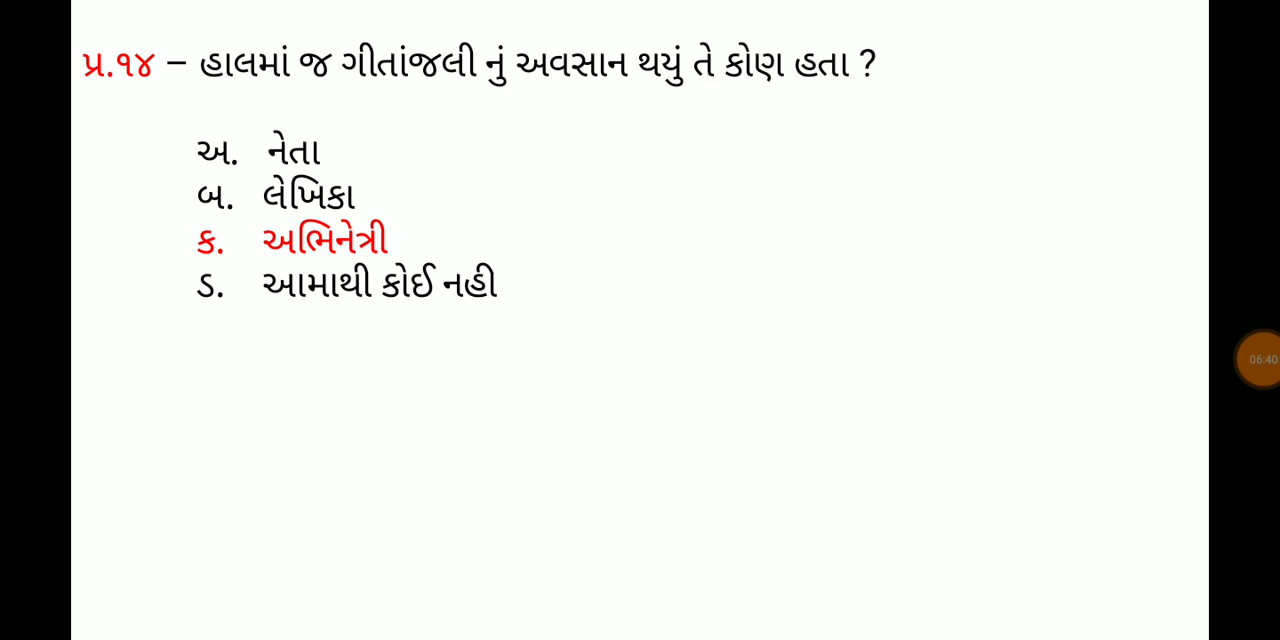 પ્ર.૧૪ – હાલમાં જ ગીતાંજલી નું અવસાન થયું તે કોણ હતા ?
અ. નેતા
બ. લેખિકા
ક. અભિનેત્રી
ડ. આમાથી કોઈ નહી
06:40